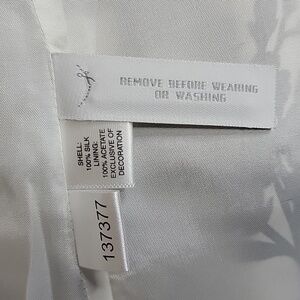 REMOVE BEFORE WEARING
OR WASHING
SHELL:
100% SILK
LINING:
100% ACETATE
EXCLUSIVE OF
DECORATION
137377